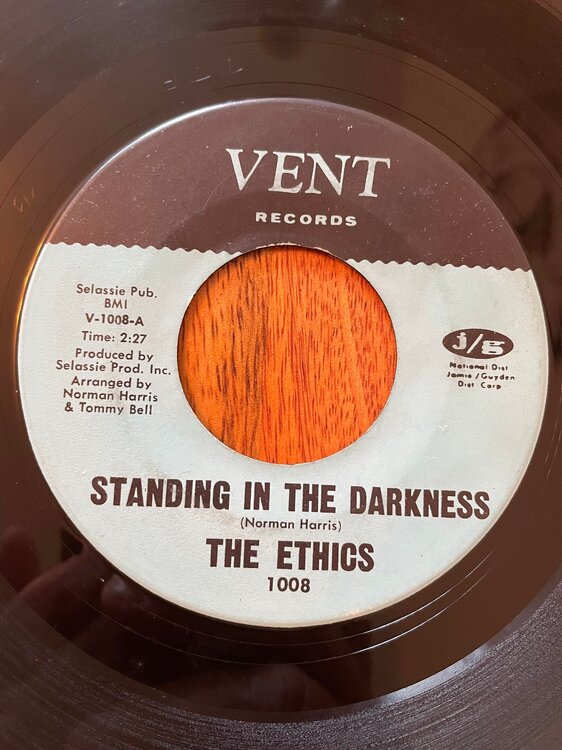 VENT
RECORDS
Selassie Pub.
BMI
V-1008-A
Time: 2:27
Produced by
Selassie Prod. Inc.
Arranged by
Norman Harris
& Tommy Bell
j/g
National Dist
Jamie/Guyden
Dist Corp
STANDING IN THE DARKNESS
(Norman Harris)
THE ETHICS
1008